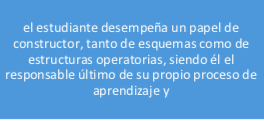 el estudiante desempeña un papel de
constructor, tanto de esquemas como de
estructuras operatorias, siendo él el
responsable último de su propio proceso de
aprendizaje y